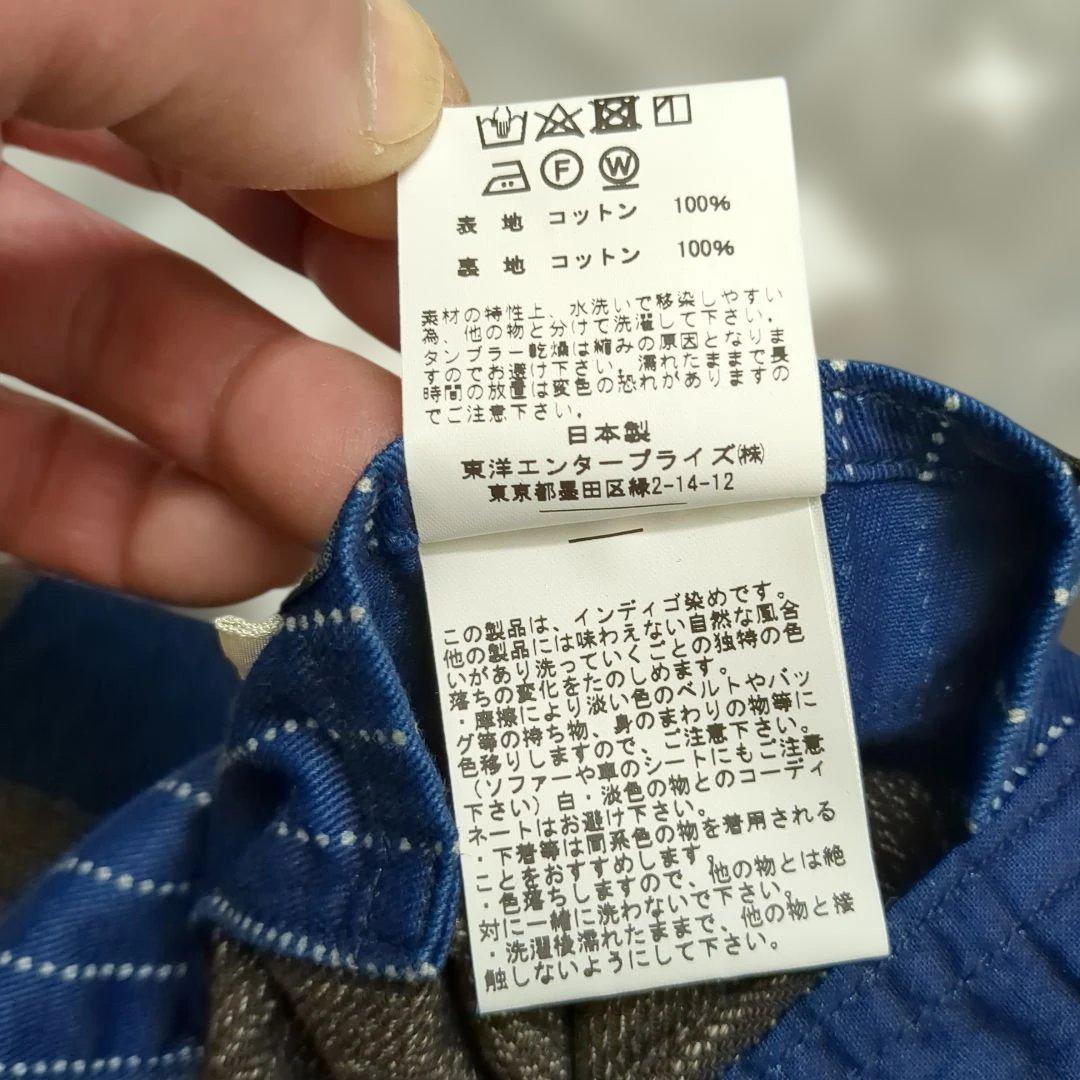 F W
表 地 コットン 100%
裏 地 コットン 100%
素材の特性上、水洗いで移染しやすい
為、他の物と分けて洗濯して下さい。
タンブラー乾燥は縮みの原因となりま
すのでお避け下さい。濡れたままで長
時間の放置は変色の恐れがありますの
でご注意下さい。
日本製
東洋エンタープライズ㈱
東京都墨田区緑2-14-12
この製品は、インディゴ染めです。
他の製品には味わえない自然な風合
いがあり洗っていくごとの独特の色
落ちの変化をたのしめます。
・摩擦により淡い色のベルトやバッ
グ等の持ち物、身のまわりの物等に
色移りしますので、ご注意下さい。
(ソファーや車のシートにもご注意
下さい) 白・淡色の物とのコーディ
ネートはお避け下さい。
・下着等は同系色の物を着用される
ことをおすすめします。
・色落ちしますので、他の物とは絶
対に一緒に洗わないで下さい。
・洗濯後濡れたままで、他の物と接
触しないようにして下さい。